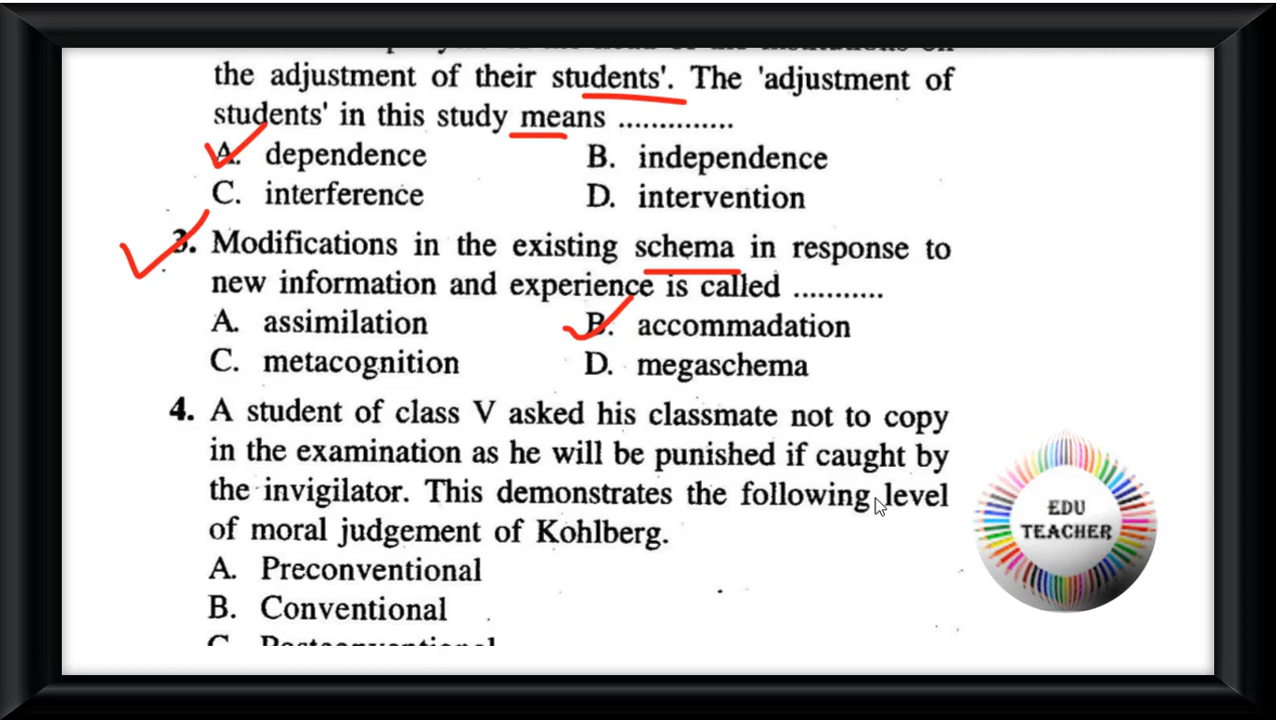 the adjustment of their students'. The 'adjustment of
students' in this study means ..............
A. dependence B. independence
C. interference D. intervention
3. Modifications in the existing schema in response to
new information and experience is called ...........
A. assimilation B. accommadation
C. metacognition D. megaschema
4. A student of class V asked his classmate not to copy
in the examination as he will be punished if caught by
the invigilator. This demonstrates the following level
of moral judgement of Kohlberg.
A. Preconventional
B. Conventional
EDU
TEACHER